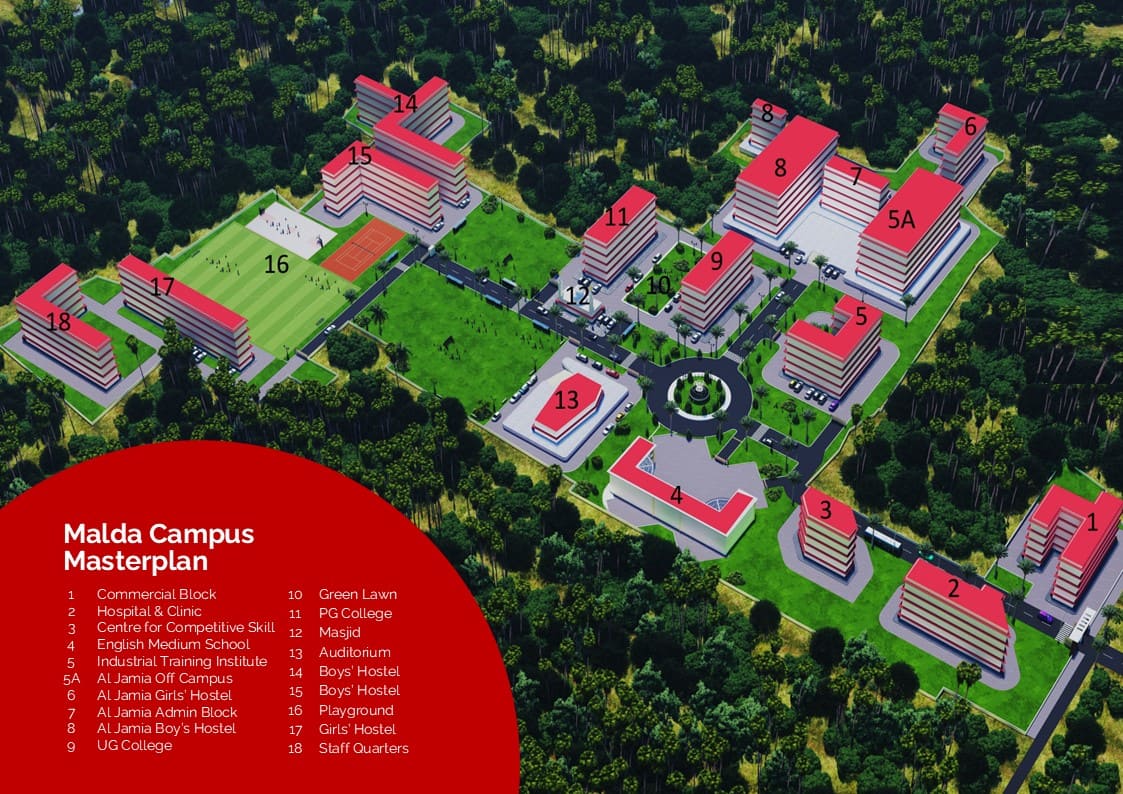 14
15
16
17
18
8
8
7
6
5A
11
9
10
12
5
13
4
3
2
1
Malda Campus
Masterplan
1 Commercial Block
2 Hospital & Clinic
3 Centre for Competitive Skill
4 English Medium School
5 Industrial Training Institute
5A Al Jamia Off Campus
6 Al Jamia Girls' Hostel
7 Al Jamia Admin Block
8 Al Jamia Boy's Hostel
9 UG College
10 Green Lawn
11 PG College
12 Masjid
13 Auditorium
14 Boys' Hostel
15 Boys' Hostel
16 Playground
17 Girls' Hostel
18 Staff Quarters